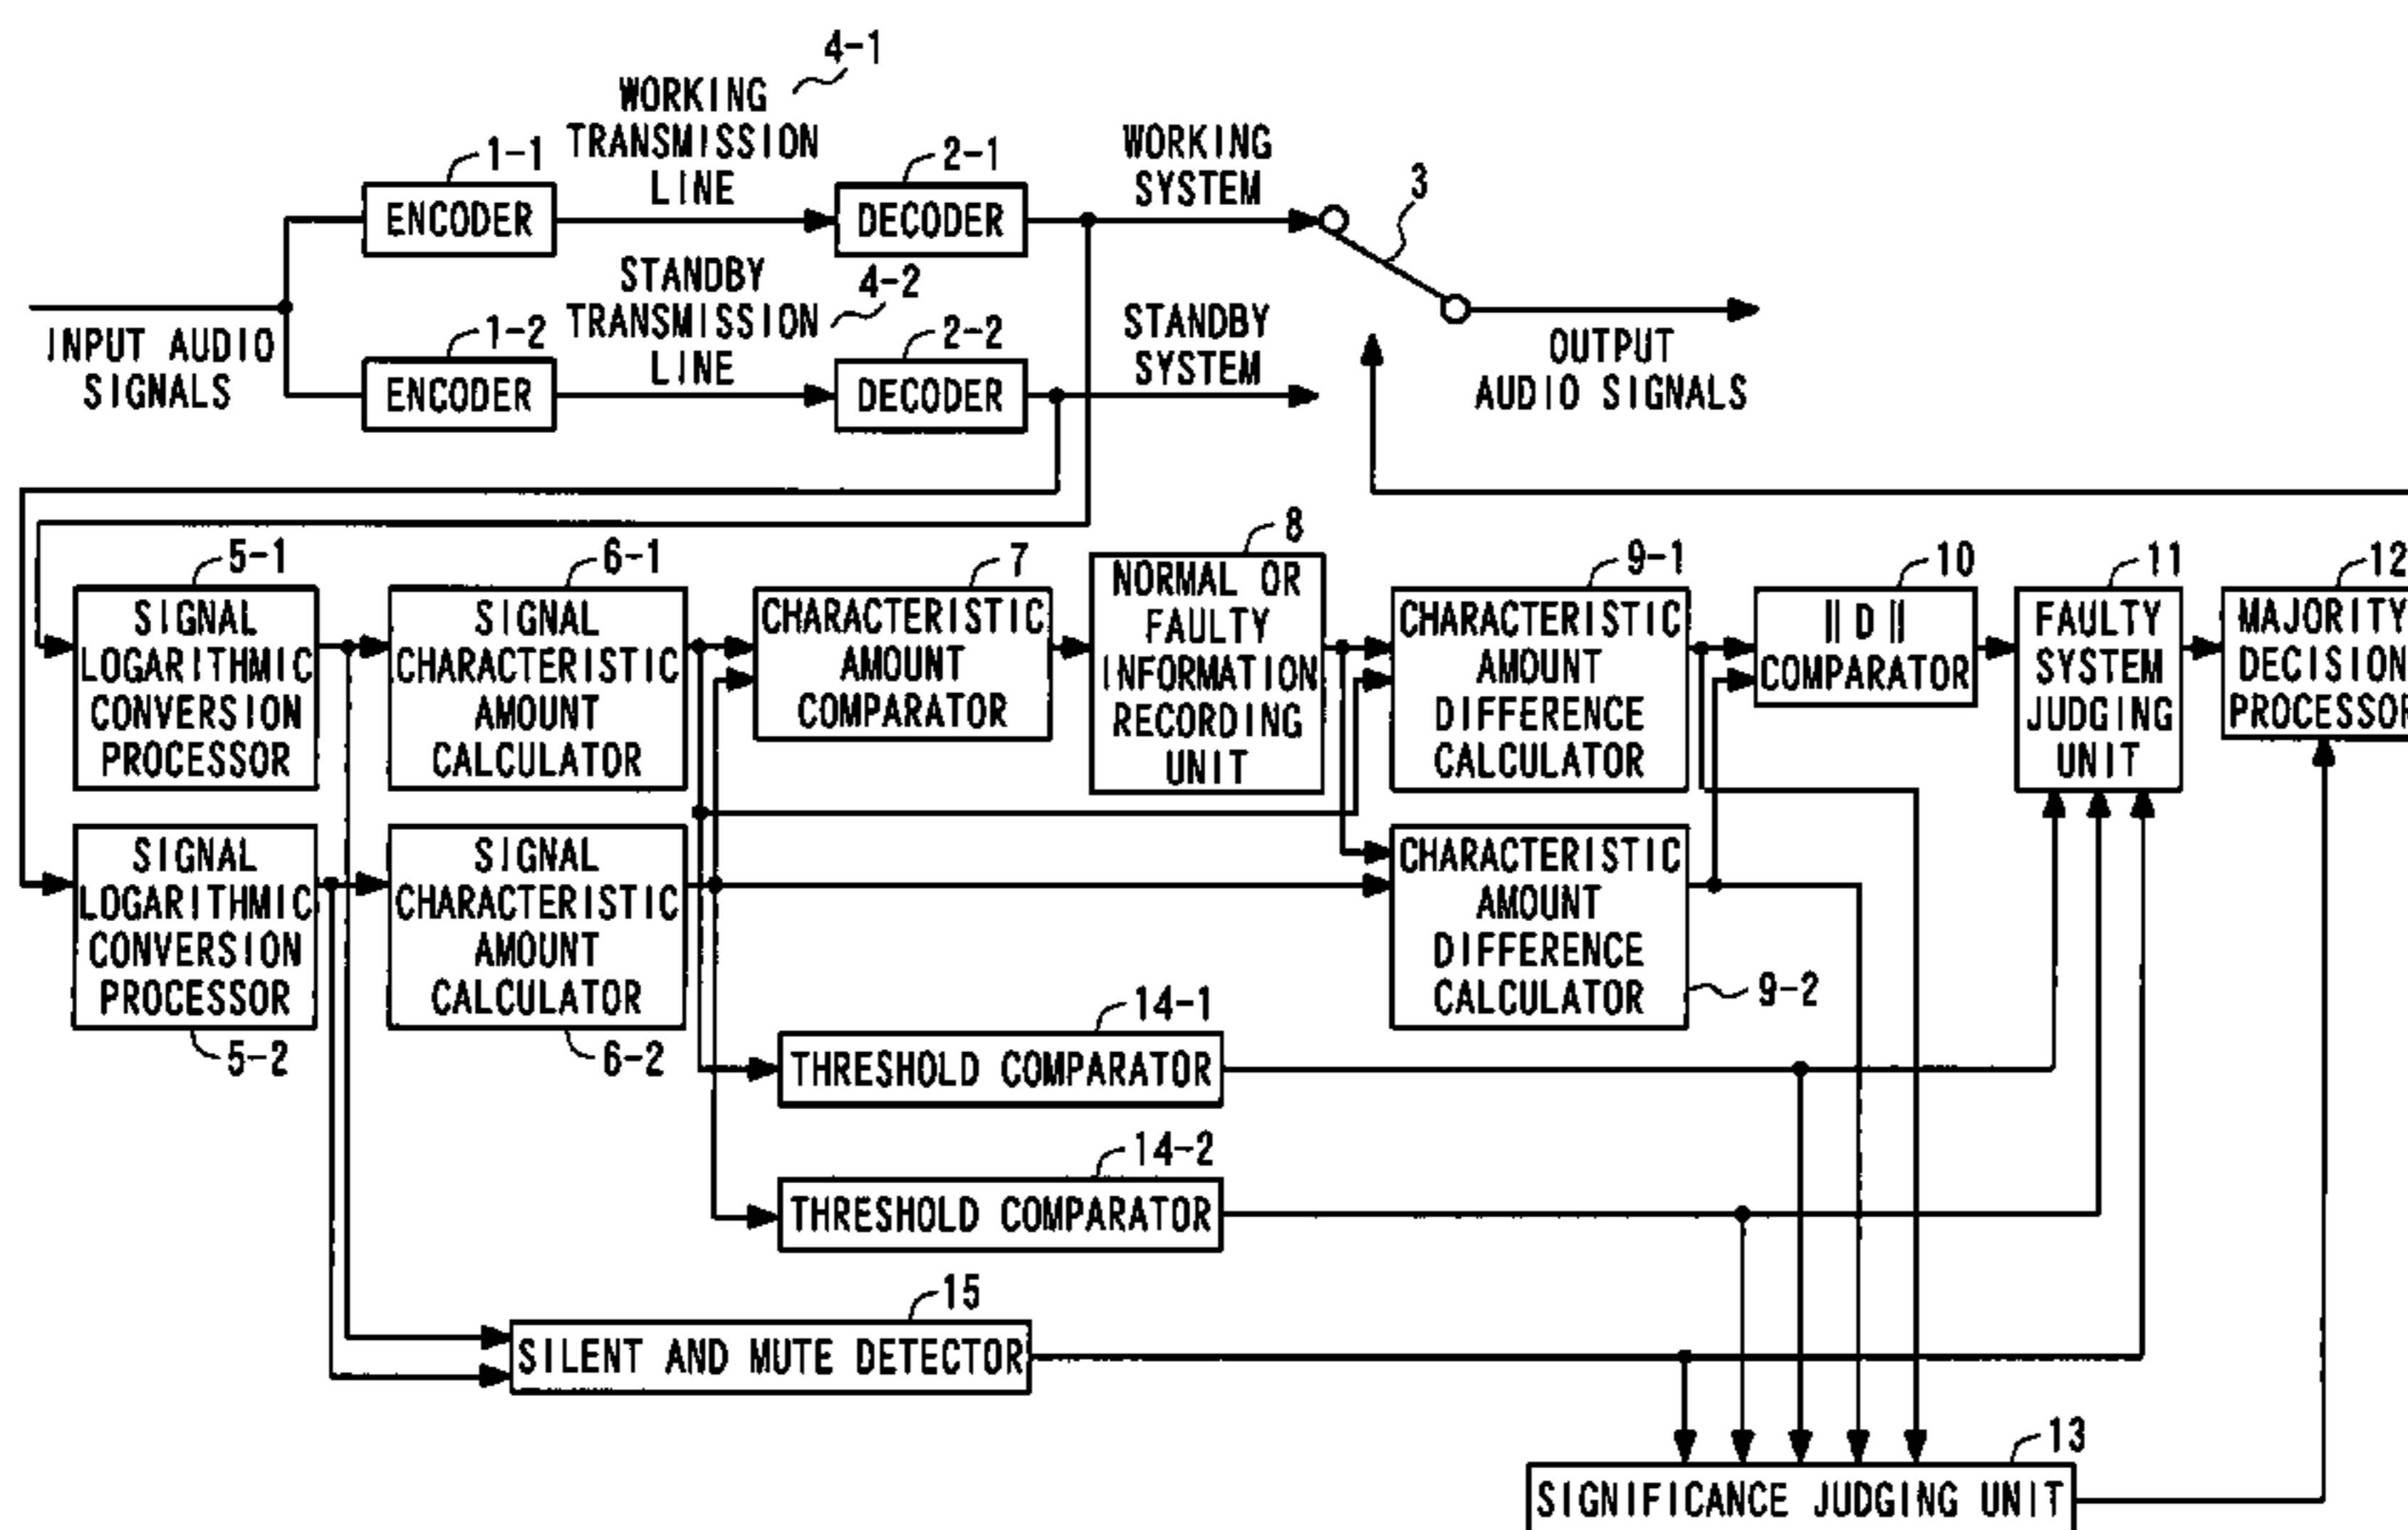 4-1
WORKING
TRANSMISSION
LINE
1-1
ENCODER
2-1
DECODER
WORKING
SYSTEM
3
STANDBY
TRANSMISSION
LINE
4-2
1-2
ENCODER
2-2
DECODER
STANDBY
SYSTEM
INPUT AUDIO
SIGNALS
OUTPUT
AUDIO SIGNALS
5-1
SIGNAL
LOGARITHMIC
CONVERSION
PROCESSOR
6-1
SIGNAL
CHARACTERISTIC
AMOUNT
CALCULATOR
7
CHARACTERISTIC
AMOUNT
COMPARATOR
8
NORMAL OR
FAULTY
INFORMATION
RECORDING
UNIT
9-1
CHARACTERISTIC
AMOUNT
DIFFERENCE
CALCULATOR
10
||D||
COMPARATOR
11
FAULTY
SYSTEM
JUDGING
UNIT
12
MAJORITY
DECISION
PROCESSOR
SIGNAL
LOGARITHMIC
CONVERSION
PROCESSOR
5-2
SIGNAL
CHARACTERISTIC
AMOUNT
CALCULATOR
6-2
CHARACTERISTIC
AMOUNT
DIFFERENCE
CALCULATOR
9-2
14-1
THRESHOLD COMPARATOR
14-2
THRESHOLD COMPARATOR
15
SILENT AND MUTE DETECTOR
13
SIGNIFICANCE JUDGING UNIT